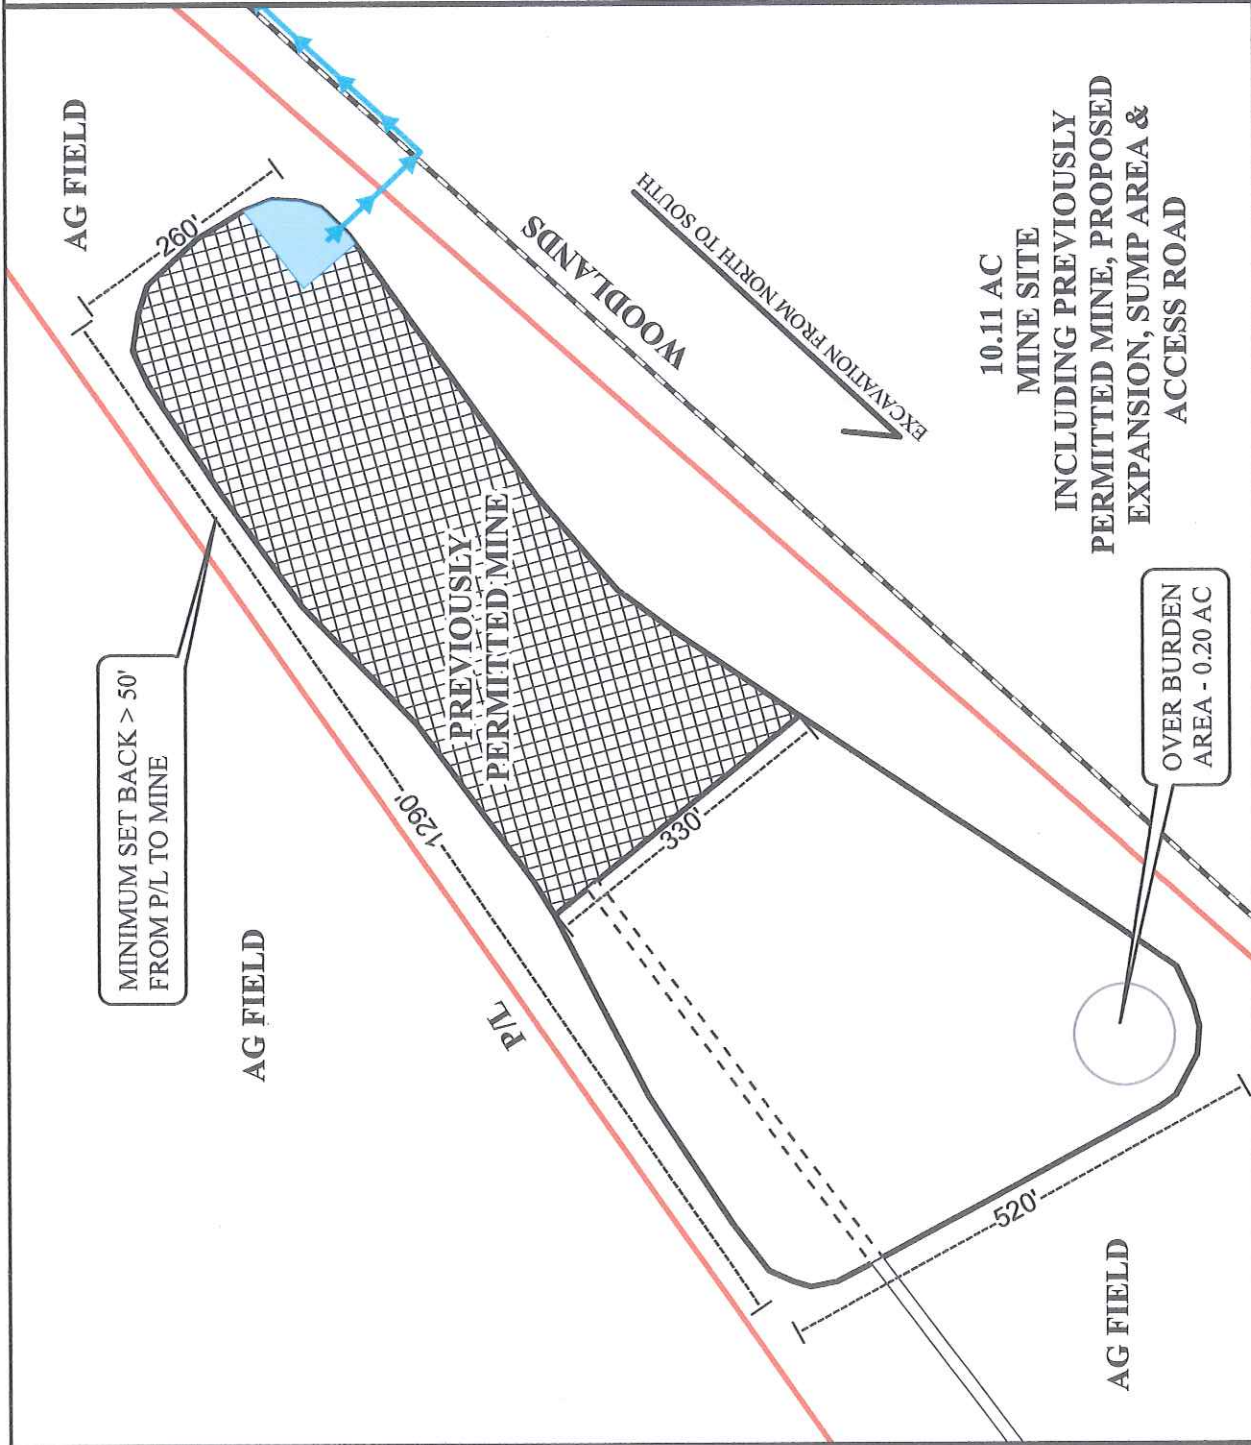 MINIMUM SET BACK > 50'
FROM P/L TO MINE
AG FIELD
AG FIELD
P/L
1290'
260'
PREVIOUSLY
PERMITTED MINE
330'
WOODLANDS
EXCAVATION FROM NORTH TO SOUTH
520'
AG FIELD
OVER BURDEN
AREA - 0.20 AC
10.11 AC
MINE SITE
INCLUDING PREVIOUSLY
PERMITTED MINE, PROPOSED
EXPANSION, SUMP AREA &
ACCESS ROAD